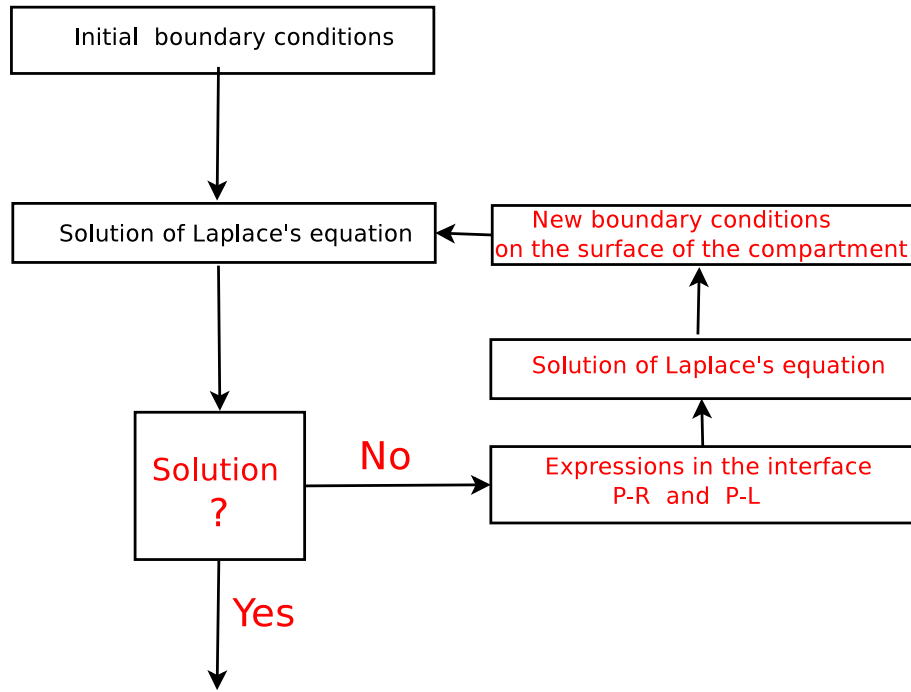 Initial boundary conditions
Solution of Laplace's equation
New boundary conditions
on the surface of the compartment
Solution of Laplace's equation
Solution
?
No
Expressions in the interface
P-R and P-L
Yes